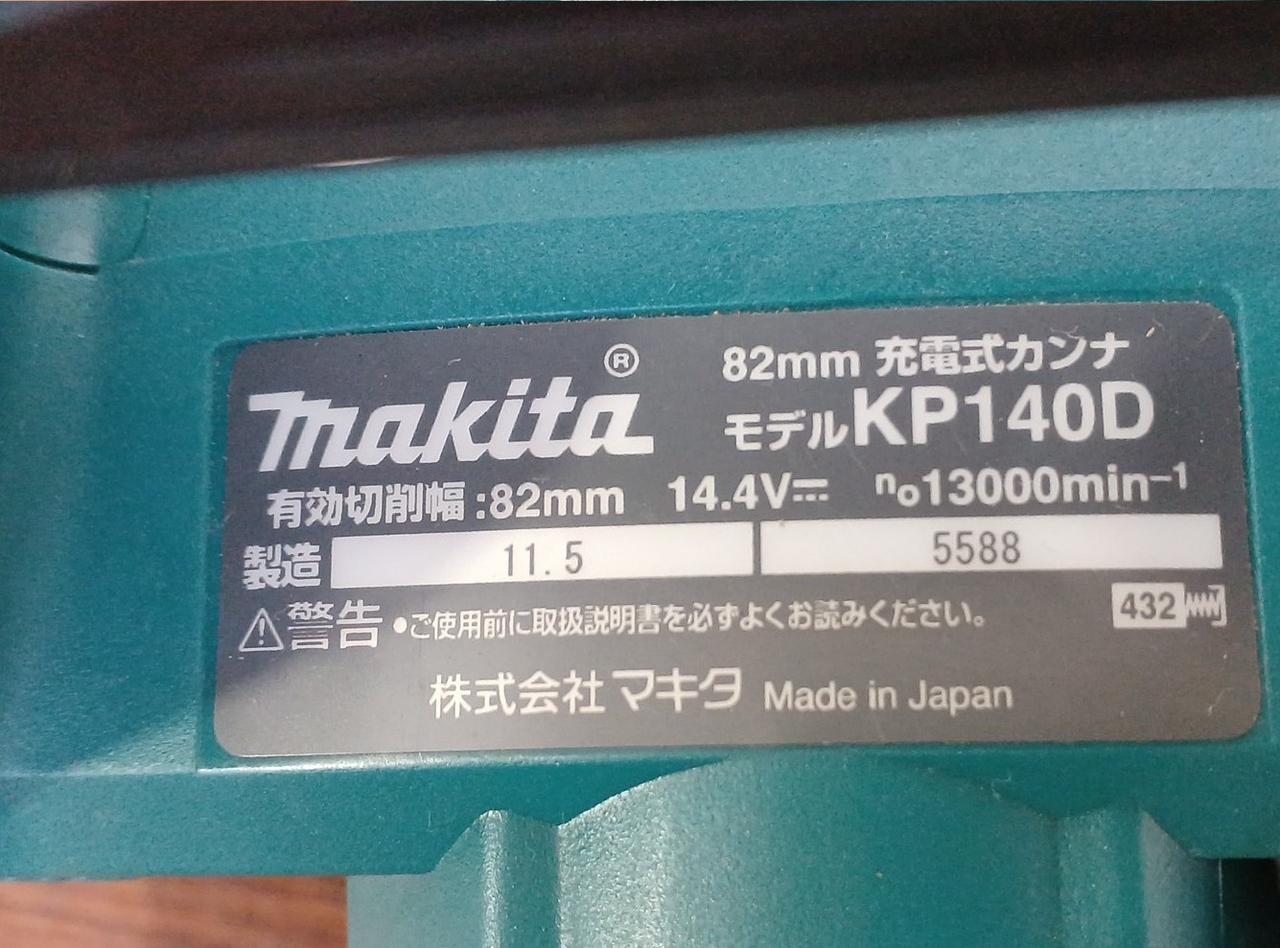 makita®
82mm 充電式カンナ
モデルKP140D
有効切削幅:82mm 14.4V⎓ n₀13000min⁻¹
製造 11.5 5588
⚠警告 •ご使用前に取扱説明書を必ずよくお読みください。
432
株式会社マキタ Made in Japan